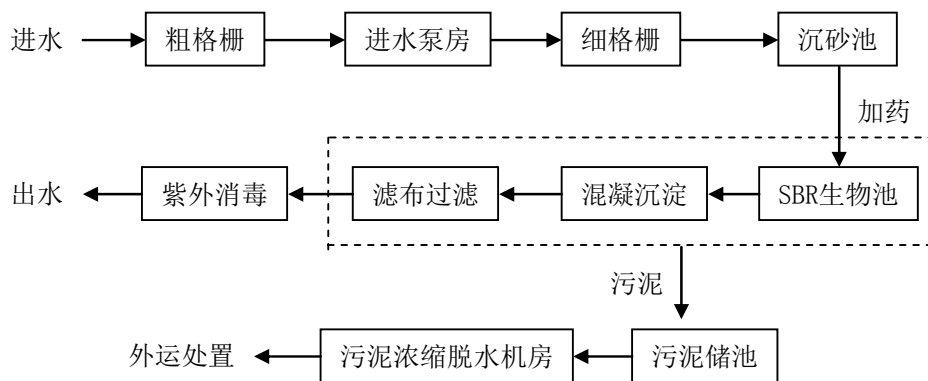 进水 粗格栅 进水泵房 细格栅 沉砂池
加药
出水 紫外消毒 滤布过滤 混凝沉淀 SBR生物池
污泥
外运处置 污泥浓缩脱水机房 污泥储池